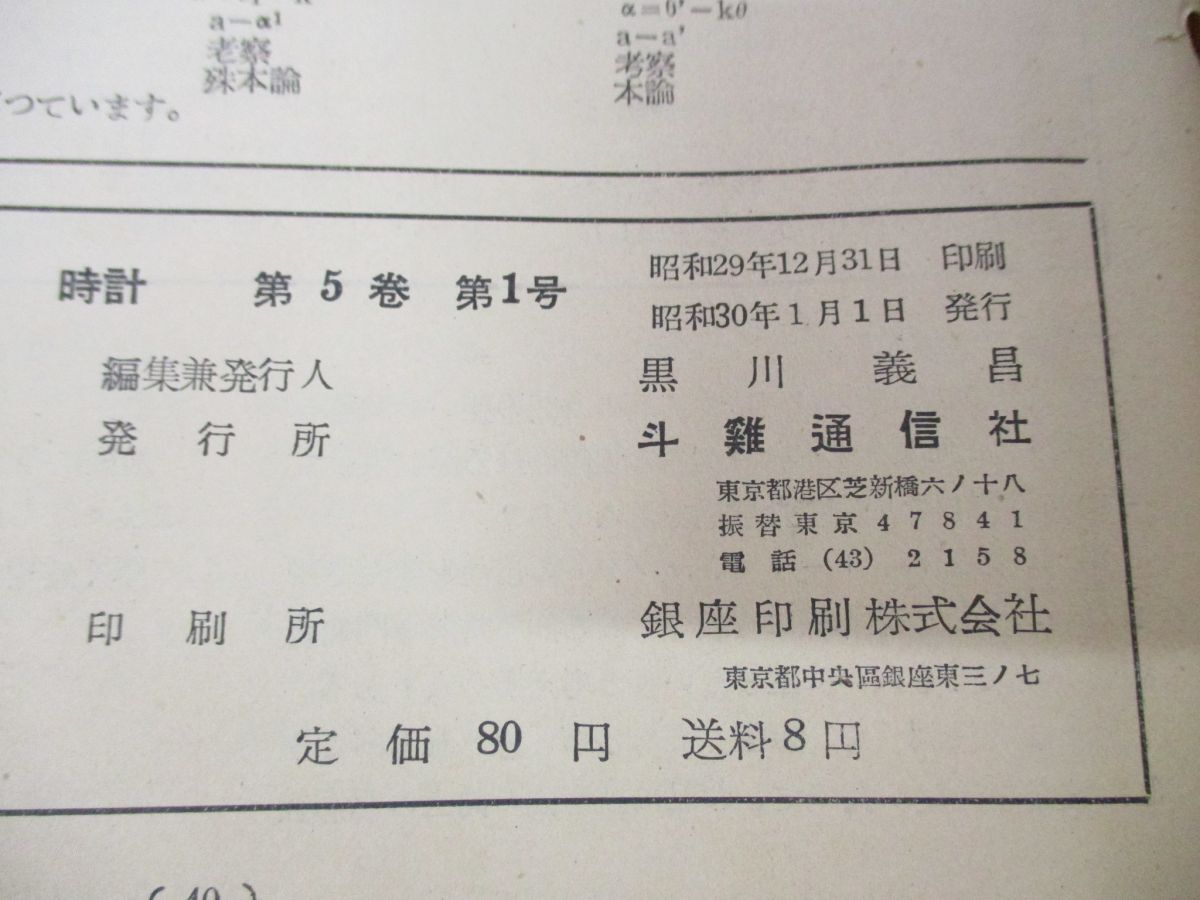 a－α¹
老察
殊本論
つています。
α＝θ'－kθ
a－a'
考察
本論
時計 第5巻 第1号
昭和29年12月31日 印刷
昭和30年1月1日 発行
編集兼発行人 黒川義昌
発行所 斗雞通信社
東京都港区芝新橋六ノ十八
振替東京47841
電話(43)2158
印刷所 銀座印刷株式会社
東京都中央區銀座東三ノ七
定価80円 送料8円